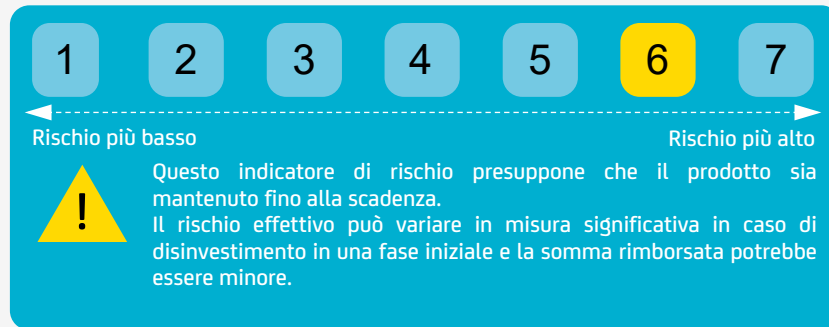 1 2 3 4 5 6 7
Rischio più basso Rischio più alto
!
Questo indicatore di rischio presuppone che il prodotto sia
mantenuto fino alla scadenza.
Il rischio effettivo può variare in misura significativa in caso di
disinvestimento in una fase iniziale e la somma rimborsata potrebbe
essere minore.